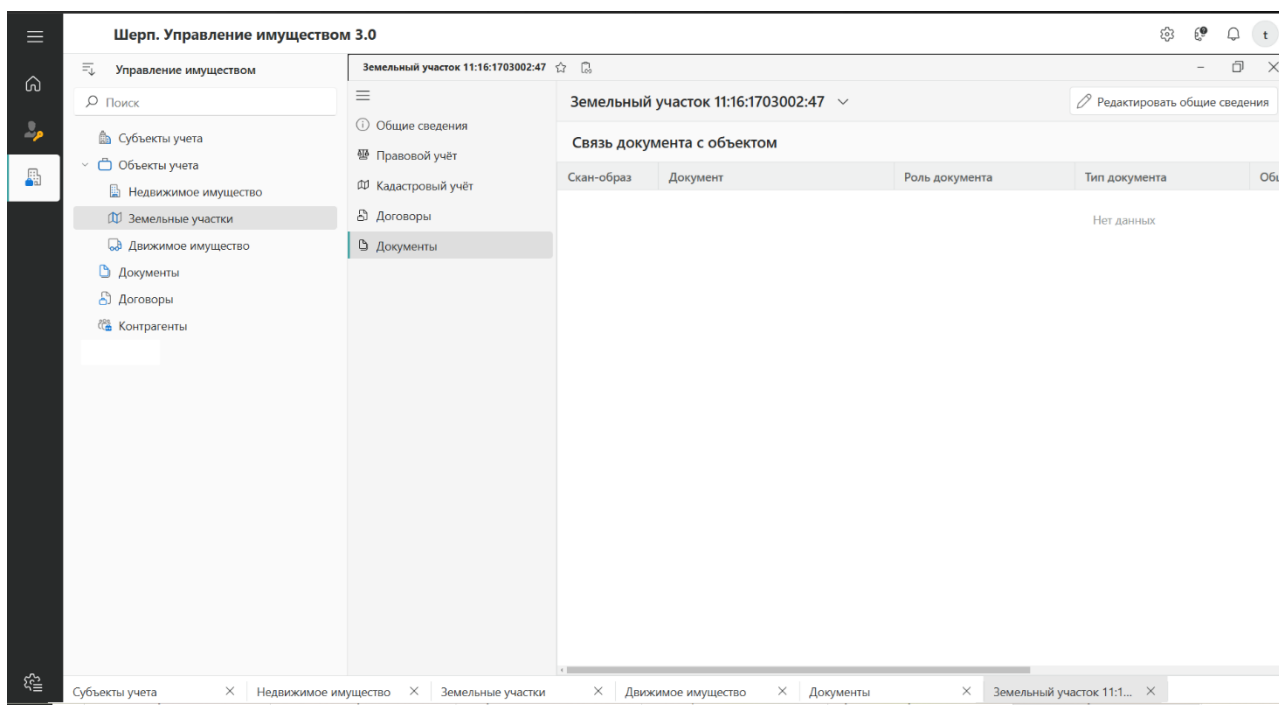 Шерп. Управление имуществом 3.0
t
Управление имуществом
Поиск
Субъекты учета
Объекты учета
Недвижимое имущество
Земельные участки
Движимое имущество
Документы
Договоры
Контрагенты
Земельный участок 11:16:1703002:47
Общие сведения
Правовой учёт
Кадастровый учёт
Договоры
Документы
Земельный участок 11:16:1703002:47
Редактировать общие сведения
Связь документа с объектом
Скан-образ Документ Роль документа Тип документа Общ
Нет данных
Субъекты учета Недвижимое имущество Земельные участки Движимое имущество Документы Земельный участок 11:1...